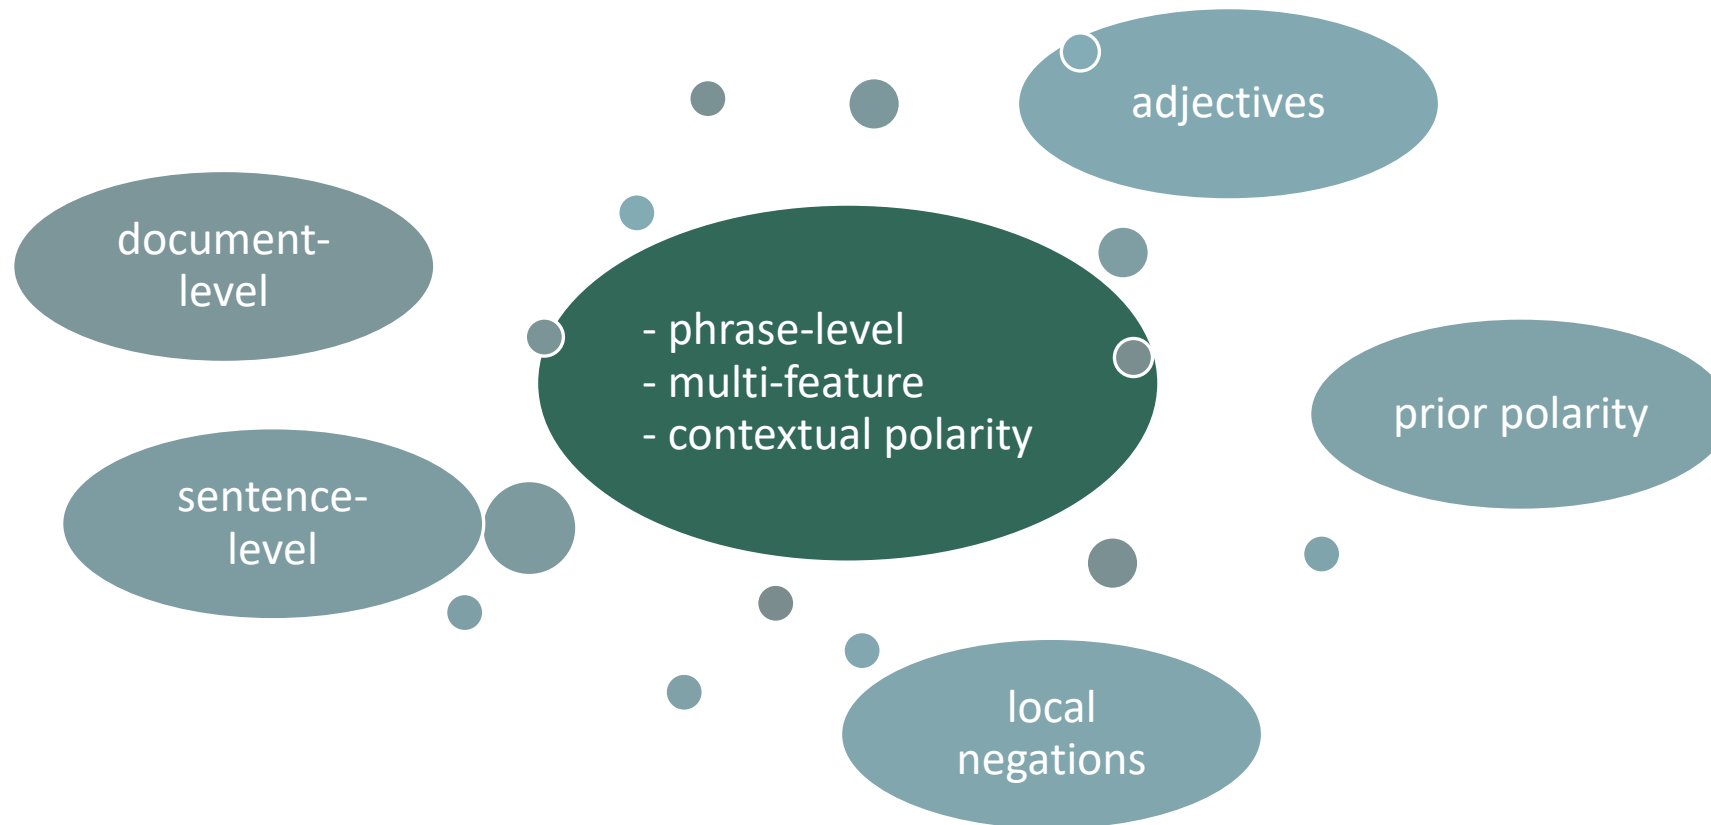 adjectives
document-
level
- phrase-level
- multi-feature
- contextual polarity
prior polarity
sentence-
level
local
negations